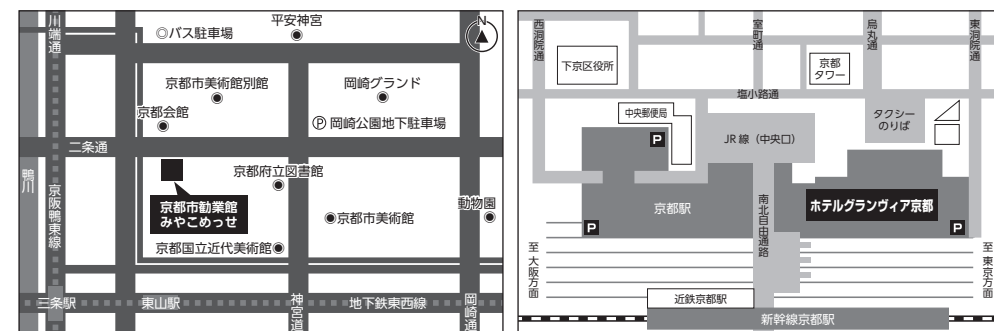 川端通
◎バス駐車場
平安神宮
N
京都市美術館別館
岡崎グランド
京都会館
Ⓟ 岡崎公園地下駐車場
二条通
鴨川
京阪鴨東線
京都府立図書館
京都市勧業館
みやこめっせ
京都市美術館
動物園
京都国立近代美術館
三条駅
東山駅
神宮道
地下鉄東西線
岡崎通
西洞院通
室町通
烏丸通
東洞院通
下京区役所
京都
タワー
塩小路通
中央郵便局
P
JR線（中央口）
タクシー
のりば
京都駅
南北自由通路
ホテルグランヴィア京都
P
P
至大阪方面
至東京方面
近鉄京都駅
新幹線京都駅